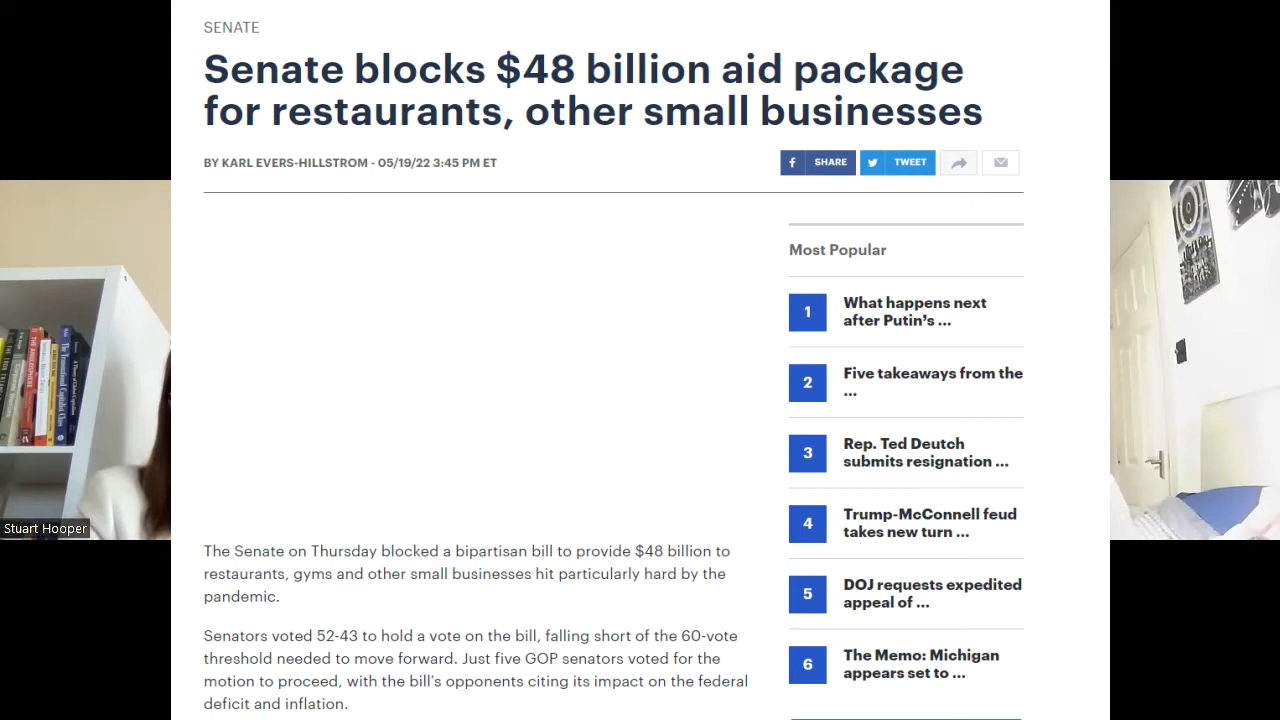 SENATE
Senate blocks $48 billion aid package
for restaurants, other small businesses
BY KARL EVERS-HILLSTROM - 05/19/22 3:45 PM ET
SHARE
TWEET
Most Popular
1
What happens next
after Putin’s ...
2
Five takeaways from the
...
3
Rep. Ted Deutch
submits resignation ...
4
Trump-McConnell feud
takes new turn ...
5
DOJ requests expedited
appeal of ...
6
The Memo: Michigan
appears set to ...
The Senate on Thursday blocked a bipartisan bill to provide $48 billion to
restaurants, gyms and other small businesses hit particularly hard by the
pandemic.
Senators voted 52-43 to hold a vote on the bill, falling short of the 60-vote
threshold needed to move forward. Just five GOP senators voted for the
motion to proceed, with the bill’s opponents citing its impact on the federal
deficit and inflation.
THE ANGLOSPHERE
The Transnational Capitalist Class
Stuart Hooper